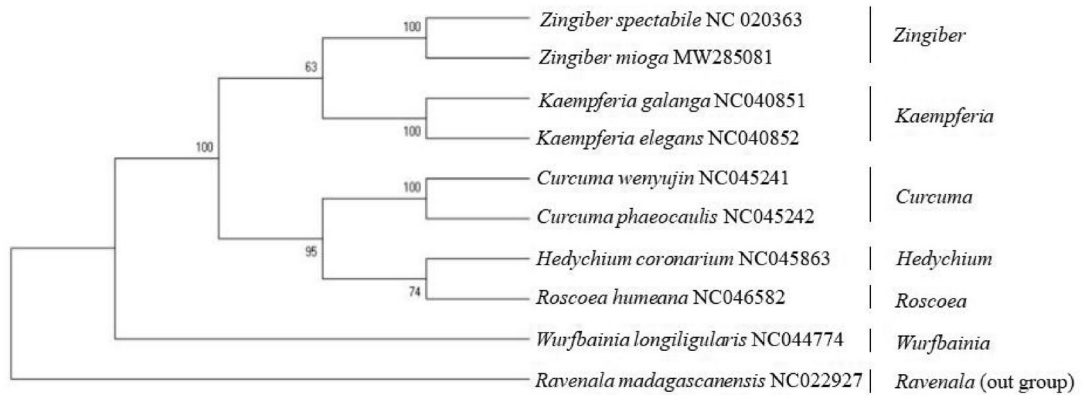 100
Zingiber spectabile NC 020363
Zingiber
Zingiber mioga MW285081
63
Kaempferia galanga NC040851
Kaempferia
100
Kaempferia elegans NC040852
100
Curcuma wenyujin NC045241
100
Curcuma
Curcuma phaeocaulis NC045242
95
Hedychium coronarium NC045863
Hedychium
74
Roscoea humeana NC046582
Roscoea
Wurfbainia longiligularis NC044774
Wurfbainia
Ravenala madagascanensis NC022927
Ravenala (out group)